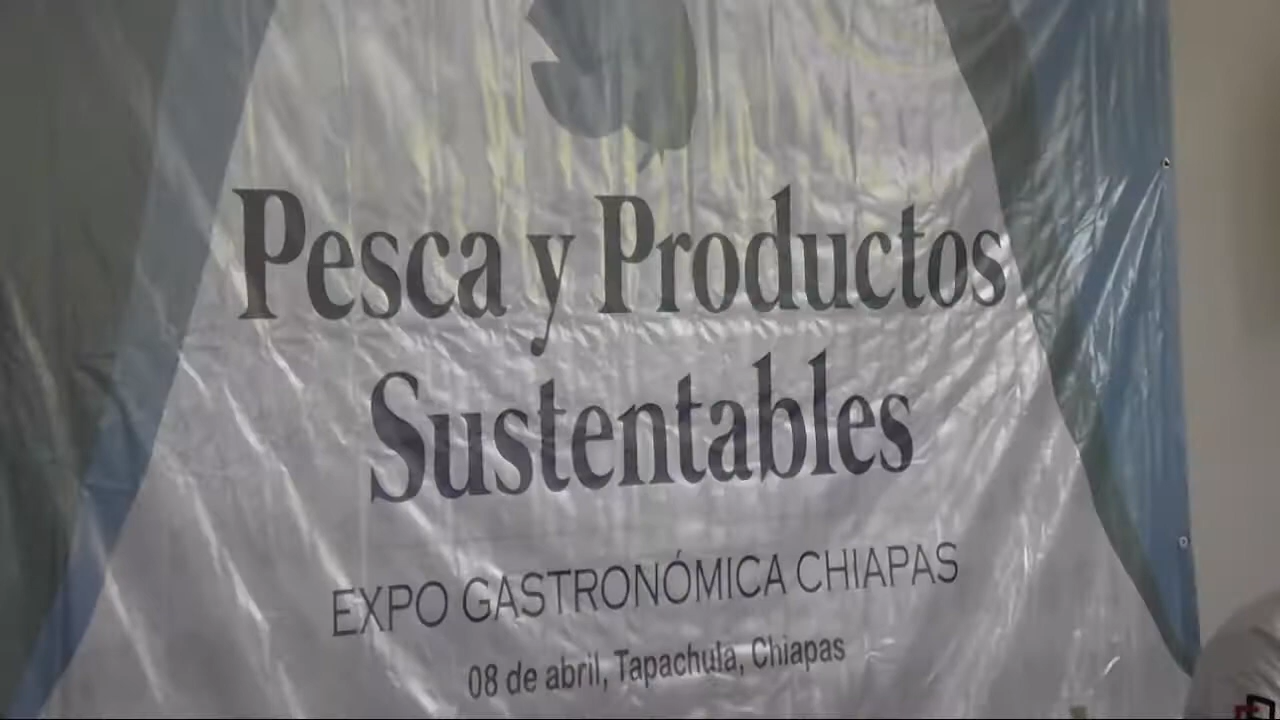 Pesca y Productos
Sustentables
EXPO GASTRONÓMICA CHIAPAS
08 de abril, Tapachula, Chiapas